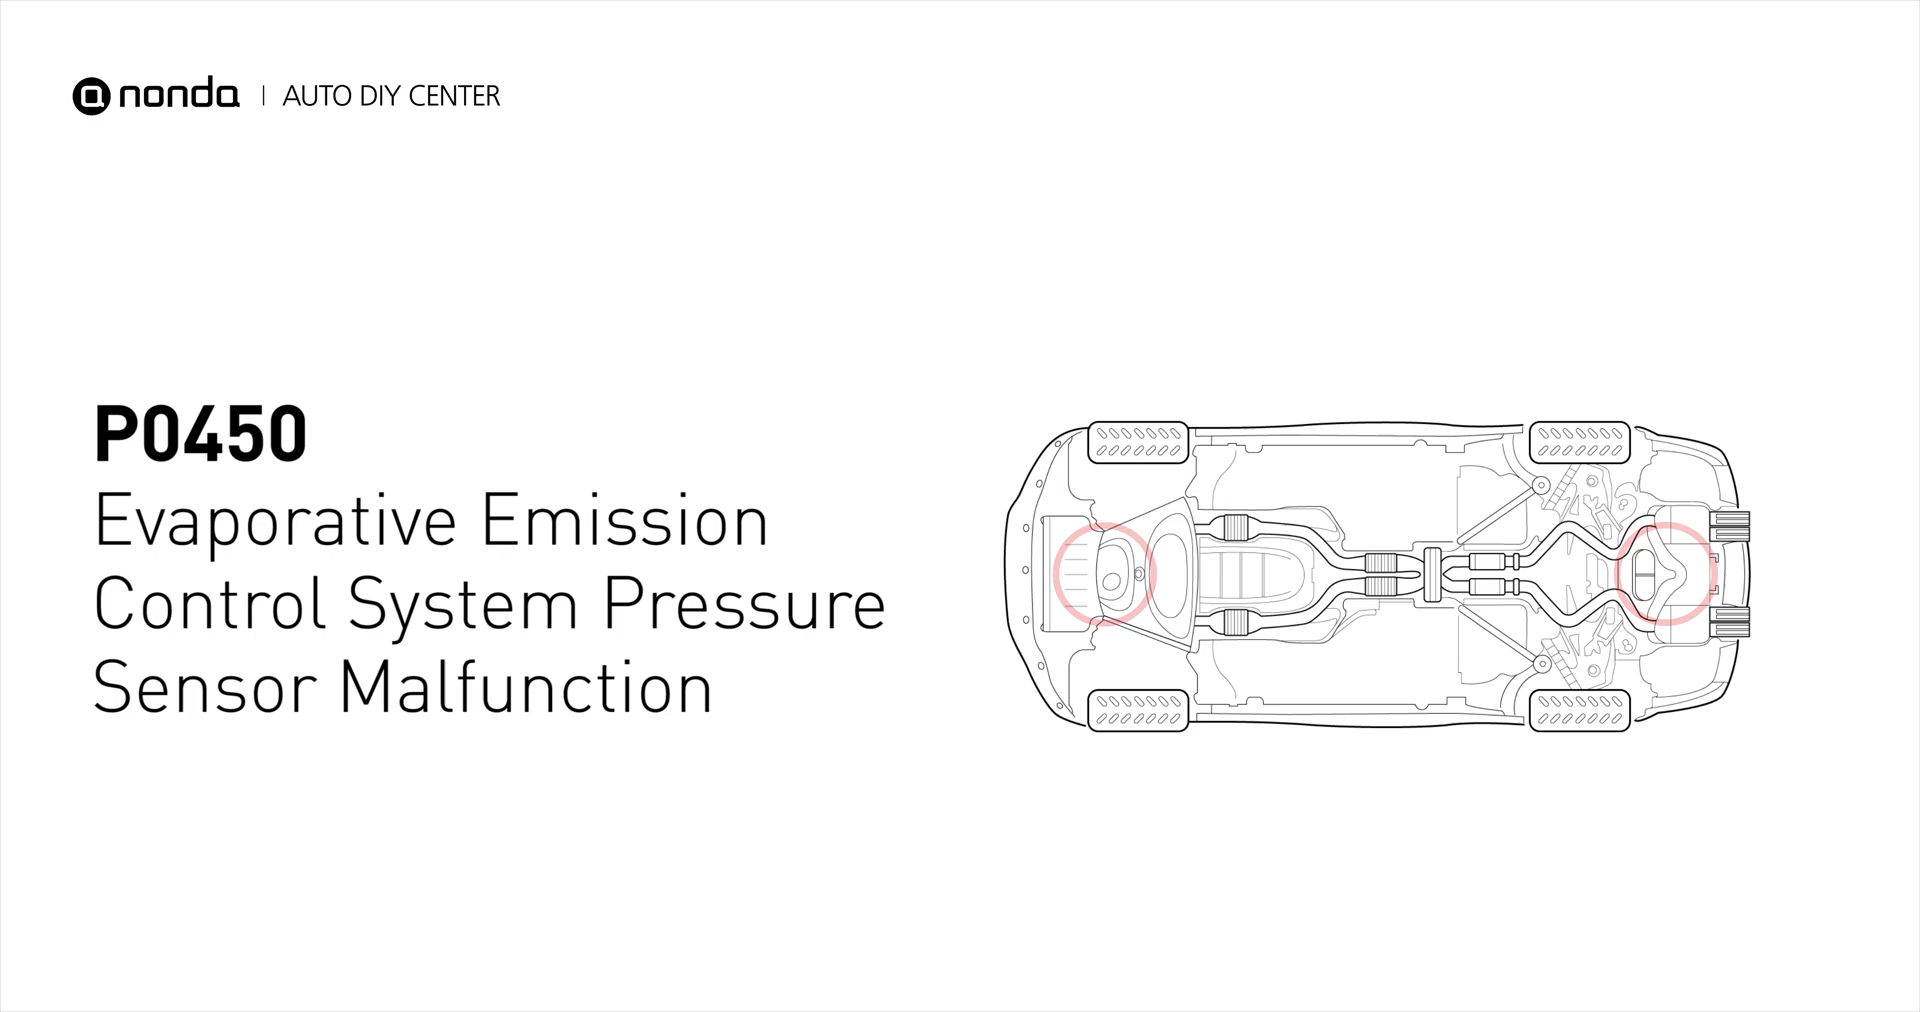 nonda | AUTO DIY CENTER
P0450
Evaporative Emission
Control System Pressure
Sensor Malfunction